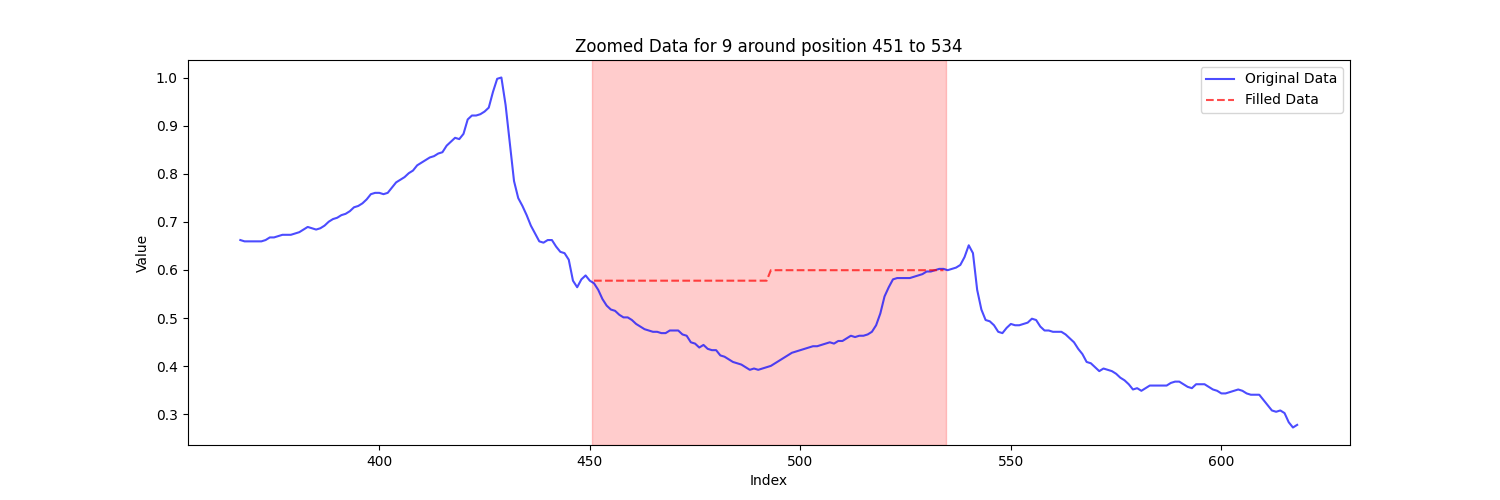 Zoomed Data for 9 around position 451 to 534
Original Data
Filled Data
Value
1.0
0.9
0.8
0.7
0.6
0.5
0.4
0.3
400
450
500
550
600
Index